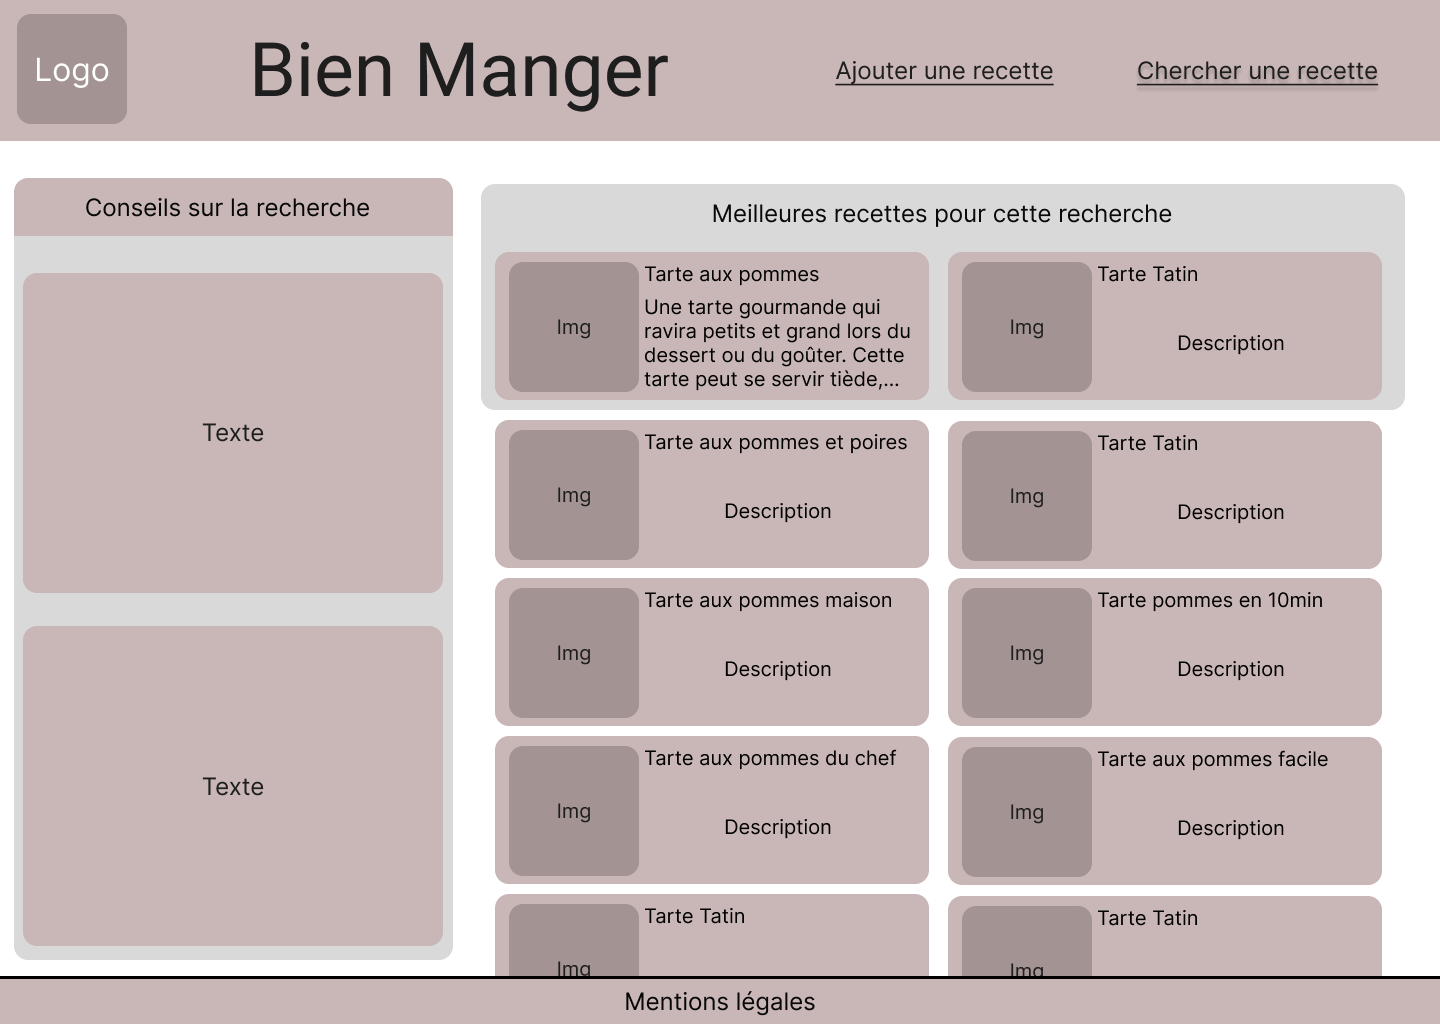 Logo
Bien Manger
Ajouter une recette
Chercher une recette
Conseils sur la recherche
Texte
Texte
Meilleures recettes pour cette recherche
Img
Tarte aux pommes
Une tarte gourmande qui
ravira petits et grand lors du
dessert ou du goûter. Cette
tarte peut se servir tiède,...
Img
Tarte Tatin
Description
Img
Tarte aux pommes et poires
Description
Img
Tarte Tatin
Description
Img
Tarte aux pommes maison
Description
Img
Tarte pommes en 10min
Description
Img
Tarte aux pommes du chef
Description
Img
Tarte aux pommes facile
Description
Img
Tarte Tatin
Img
Tarte Tatin
Mentions légales